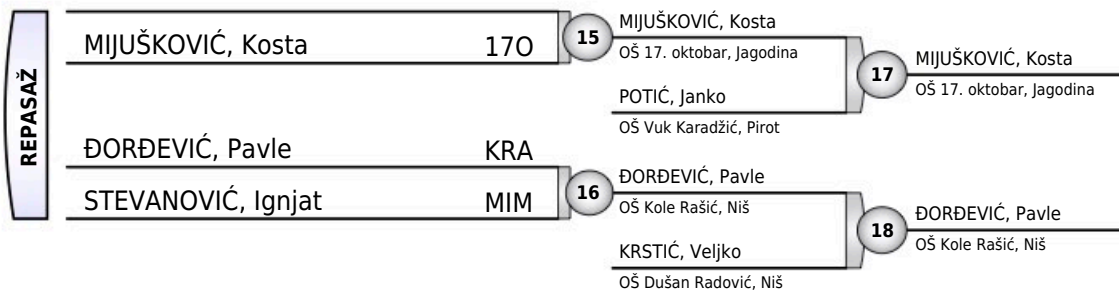 REPASAŽ
MIJUŠKOVIĆ, Kosta 17O
ĐORĐEVIĆ, Pavle KRA
STEVANOVIĆ, Ignjat MIM
15
MIJUŠKOVIĆ, Kosta
OŠ 17. oktobar, Jagodina
POTIĆ, Janko
OŠ Vuk Karadžić, Pirot
16
ĐORĐEVIĆ, Pavle
OŠ Kole Rašić, Niš
KRSTIĆ, Veljko
OŠ Dušan Radović, Niš
17
MIJUŠKOVIĆ, Kosta
OŠ 17. oktobar, Jagodina
18
ĐORĐEVIĆ, Pavle
OŠ Kole Rašić, Niš